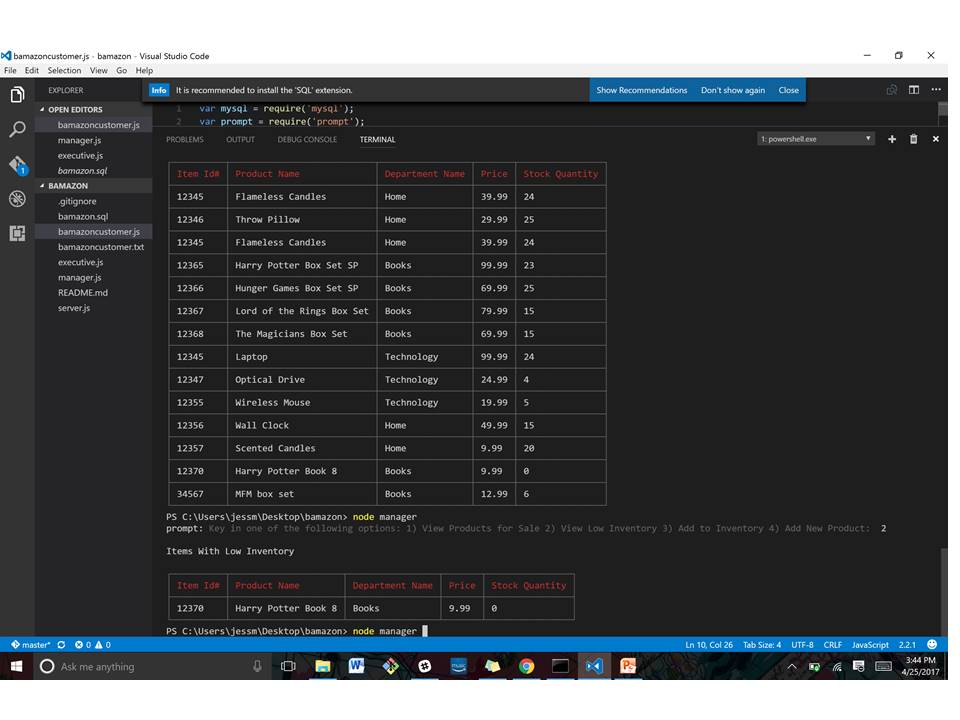 bamazoncustomer.js - bamazon - Visual Studio Code
File Edit Selection View Go Help
EXPLORER
Info It is recommended to install the 'SQL' extension. Show Recommendations Don't show again Close
OPEN EDITORS
bamazoncustomer.js
manager.js
executive.js
bamazon.sql
BAMAZON
.gitignore
bamazon.sql
bamazoncustomer.js
bamazoncustomer.txt
executive.js
manager.js
README.md
server.js
1
1 var mysql = require('mysql');
2 var prompt = require('prompt');
PROBLEMS OUTPUT DEBUG CONSOLE TERMINAL 1: powershell.exe
Item Id# Product Name Department Name Price Stock Quantity
12345 Flameless Candles Home 39.99 24
12346 Throw Pillow Home 29.99 25
12345 Flameless Candles Home 39.99 24
12365 Harry Potter Box Set SP Books 99.99 23
12366 Hunger Games Box Set SP Books 69.99 25
12367 Lord of the Rings Box Set Books 79.99 15
12368 The Magicians Box Set Books 69.99 15
12345 Laptop Technology 99.99 24
12347 Optical Drive Technology 24.99 4
12355 Wireless Mouse Technology 19.99 5
12356 Wall Clock Home 49.99 15
12357 Scented Candles Home 9.99 20
12370 Harry Potter Book 8 Books 9.99 0
34567 MFM box set Books 12.99 6
PS C:\Users\jessm\Desktop\bamazon> node manager
prompt: Key in one of the following options: 1) View Products for Sale 2) View Low Inventory 3) Add to Inventory 4) Add New Product: 2
Items With Low Inventory
Item Id# Product Name Department Name Price Stock Quantity
12370 Harry Potter Book 8 Books 9.99 0
PS C:\Users\jessm\Desktop\bamazon> node manager
master* 0 0 Ln 10, Col 26 Tab Size: 4 UTF-8 CRLF JavaScript 2.2.1
Ask me anything
music
3:44 PM
4/25/2017